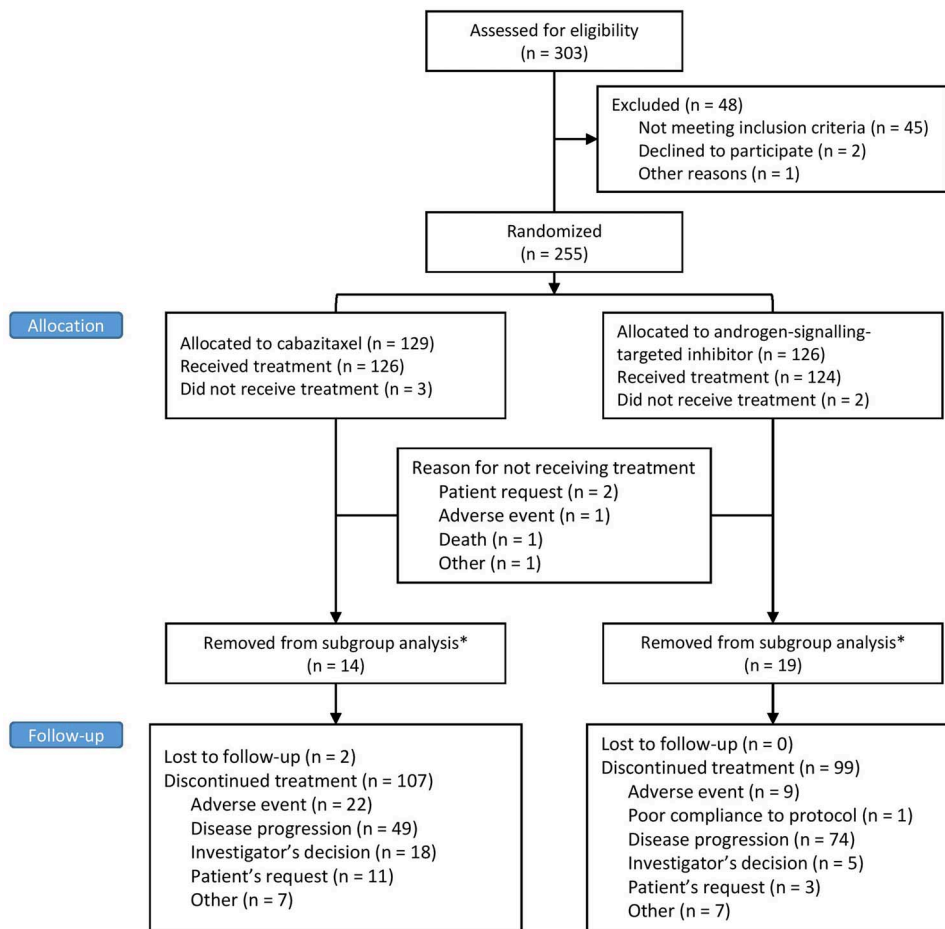 Assessed for eligibility
(n = 303)
Excluded (n = 48)
Not meeting inclusion criteria (n = 45)
Declined to participate (n = 2)
Other reasons (n = 1)
Randomized
(n = 255)
Allocation
Allocated to cabazitaxel (n = 129)
Received treatment (n = 126)
Did not receive treatment (n = 3)
Allocated to androgen-signalling-
targeted inhibitor (n = 126)
Received treatment (n = 124)
Did not receive treatment (n = 2)
Reason for not receiving treatment
Patient request (n = 2)
Adverse event (n = 1)
Death (n = 1)
Other (n = 1)
Removed from subgroup analysis*
(n = 14)
Removed from subgroup analysis*
(n = 19)
Follow-up
Lost to follow-up (n = 2)
Discontinued treatment (n = 107)
Adverse event (n = 22)
Disease progression (n = 49)
Investigator’s decision (n = 18)
Patient’s request (n = 11)
Other (n = 7)
Lost to follow-up (n = 0)
Discontinued treatment (n = 99)
Adverse event (n = 9)
Poor compliance to protocol (n = 1)
Disease progression (n = 74)
Investigator’s decision (n = 5)
Patient’s request (n = 3)
Other (n = 7)